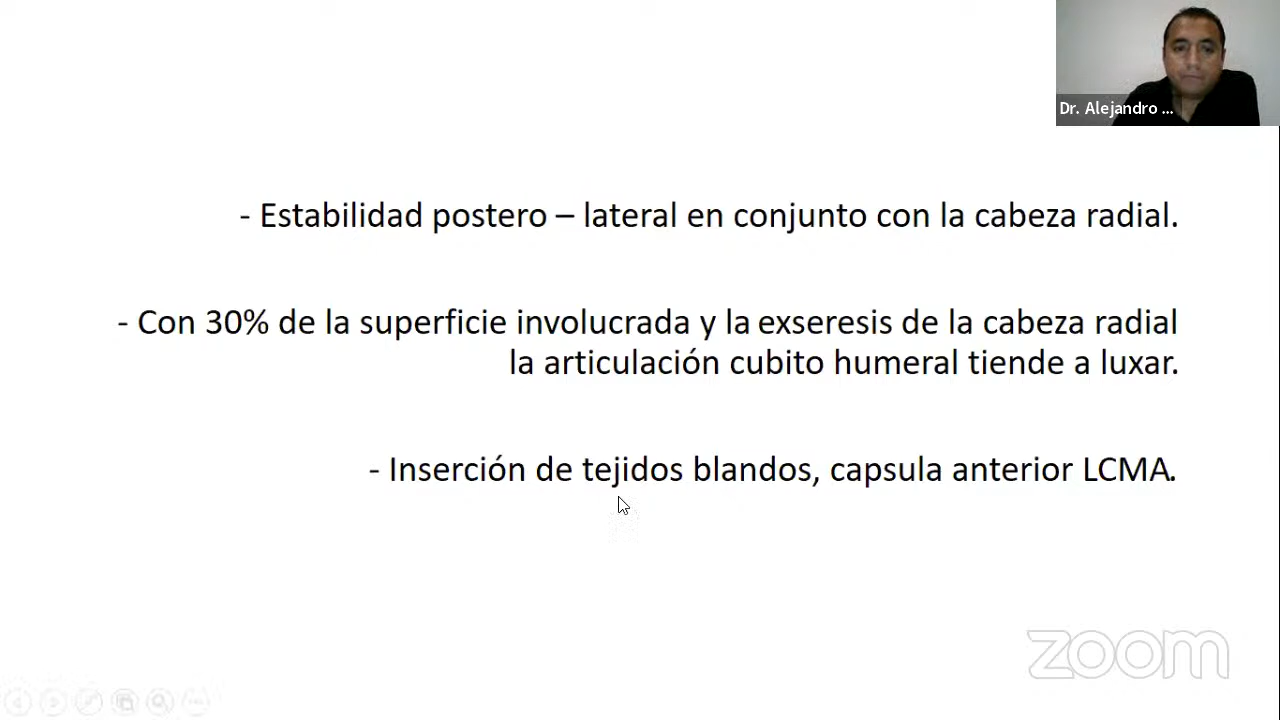 Dr. Alejandro ...
- Estabilidad postero – lateral en conjunto con la cabeza radial.
- Con 30% de la superficie involucrada y la exseresis de la cabeza radial
la articulación cubito humeral tiende a luxar.
- Inserción de tejidos blandos, capsula anterior LCMA.
zoom